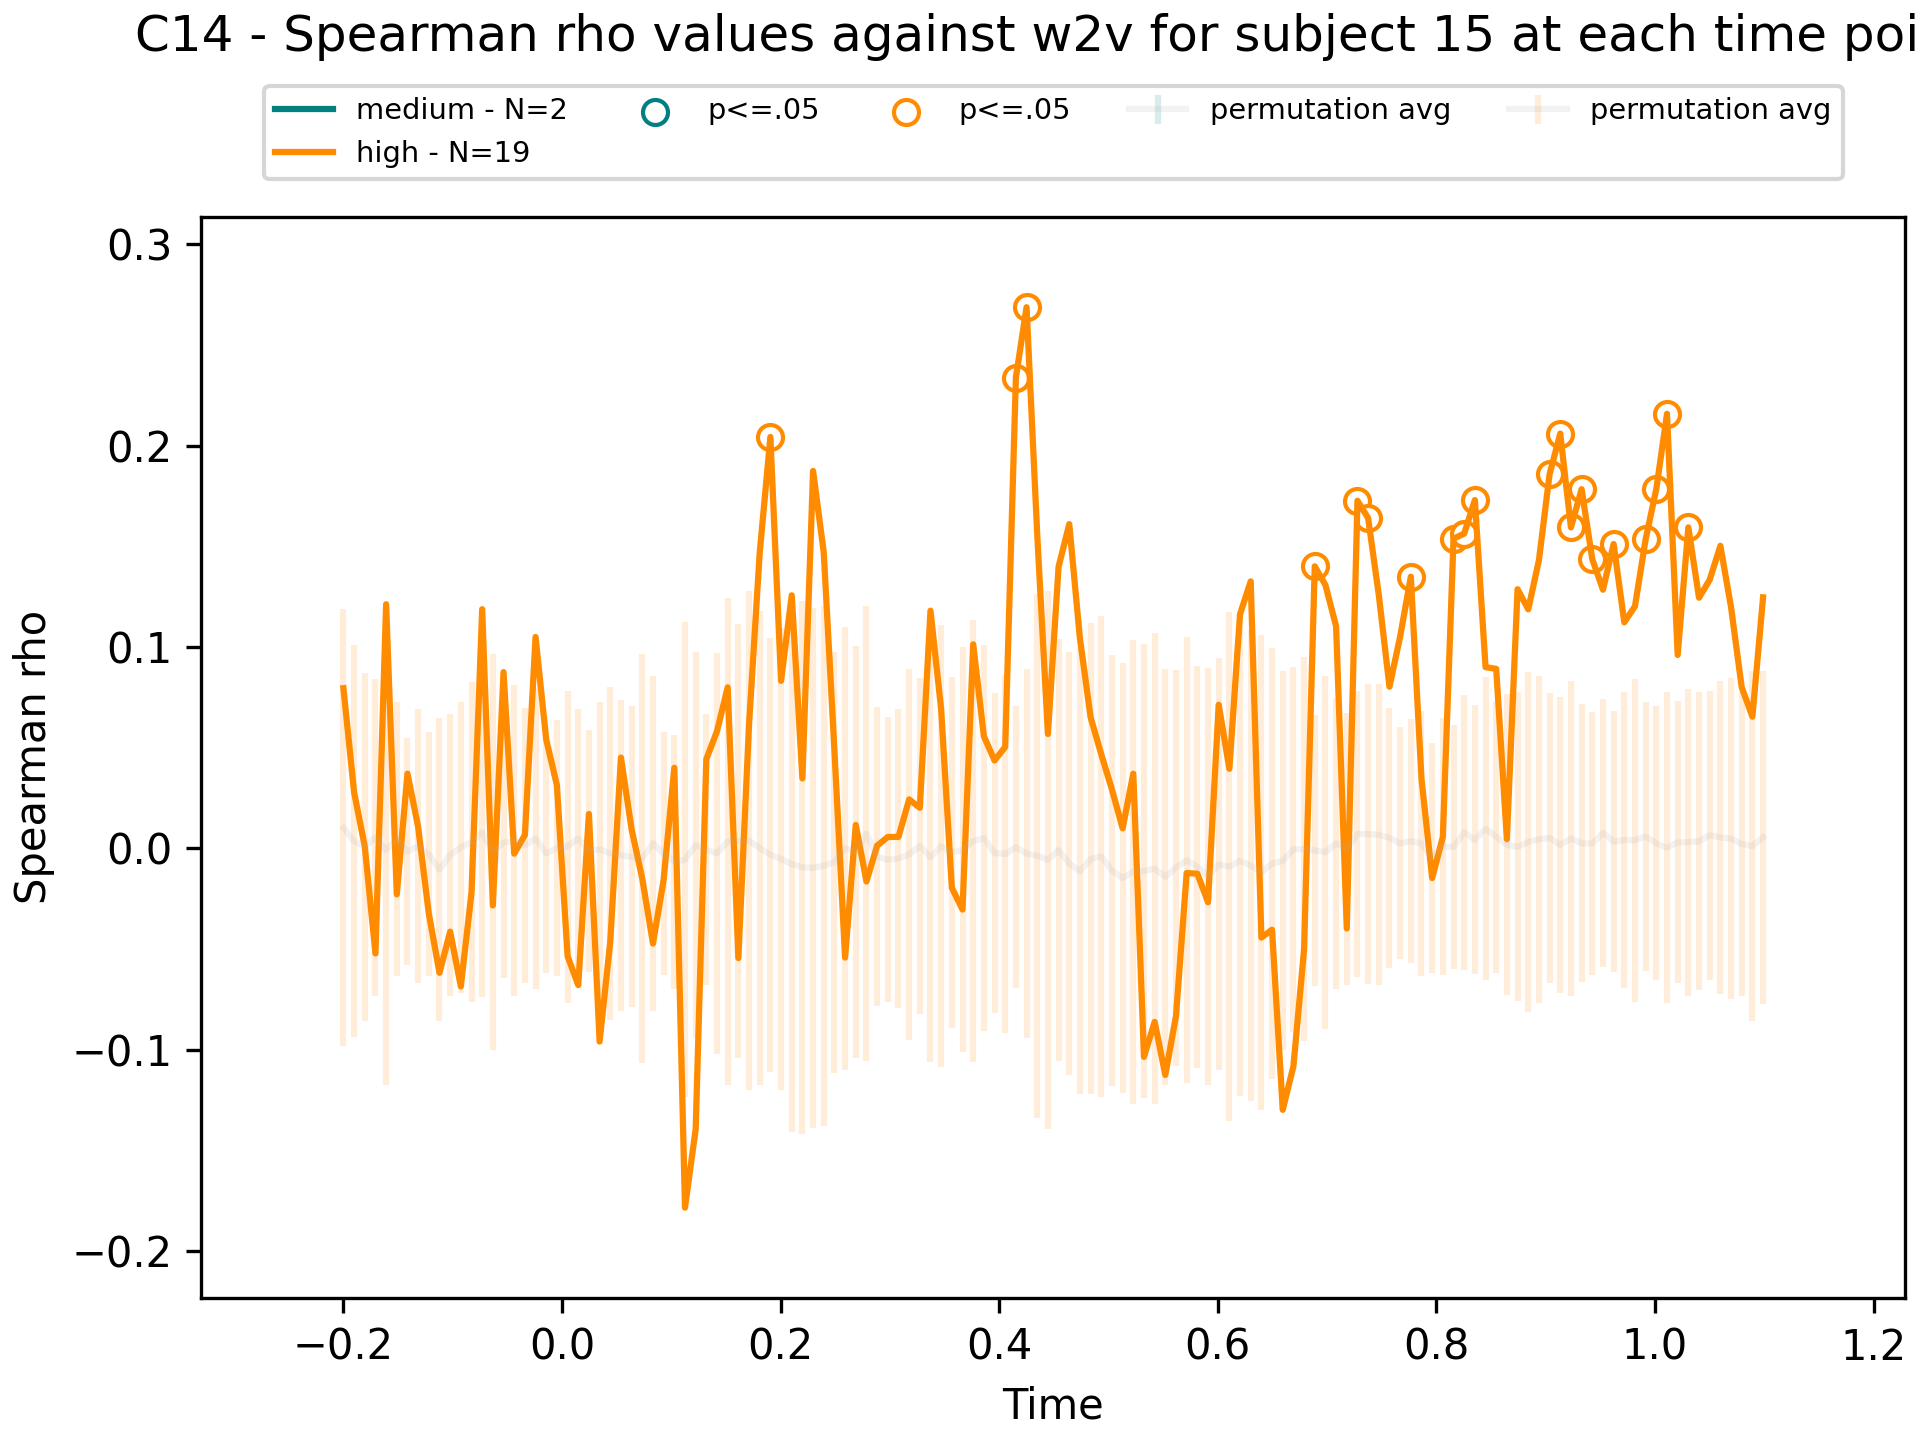 C14 - Spearman rho values against w2v for subject 15 at each time poi
medium - N=2
high - N=19
p<=.05
p<=.05
permutation avg
permutation avg
Spearman rho
0.3
0.2
0.1
0.0
−0.1
−0.2
−0.2 0.0 0.2 0.4 0.6 0.8 1.0 1.2
Time